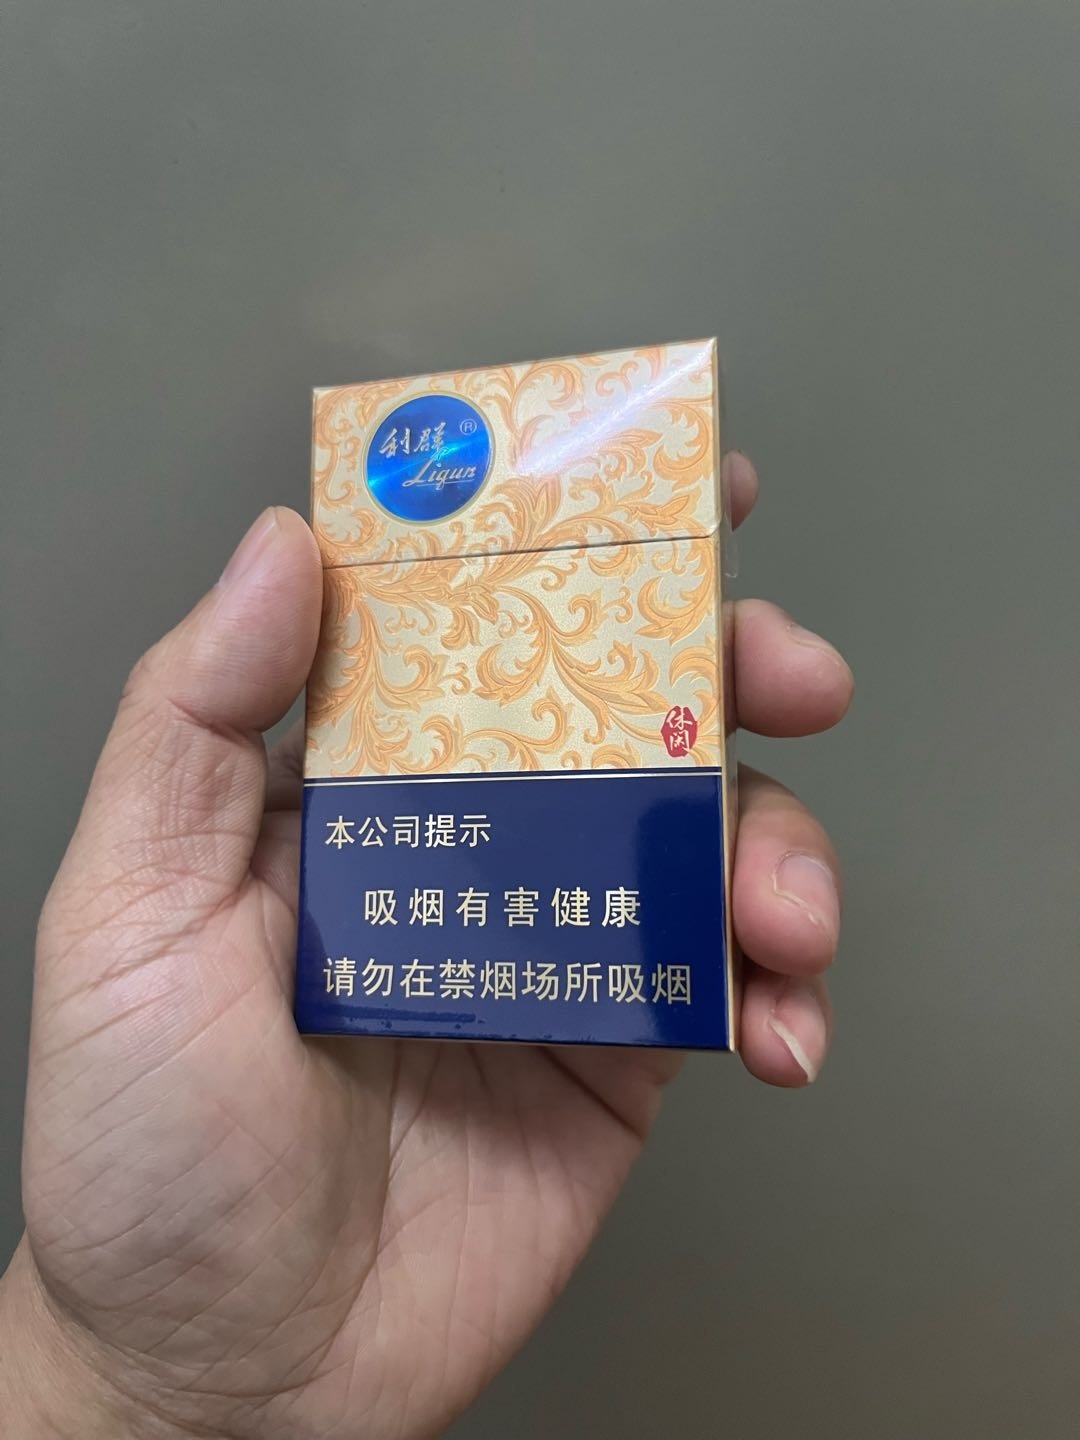 利群®
Liqun
休闲
本公司提示
吸烟有害健康
请勿在禁烟场所吸烟